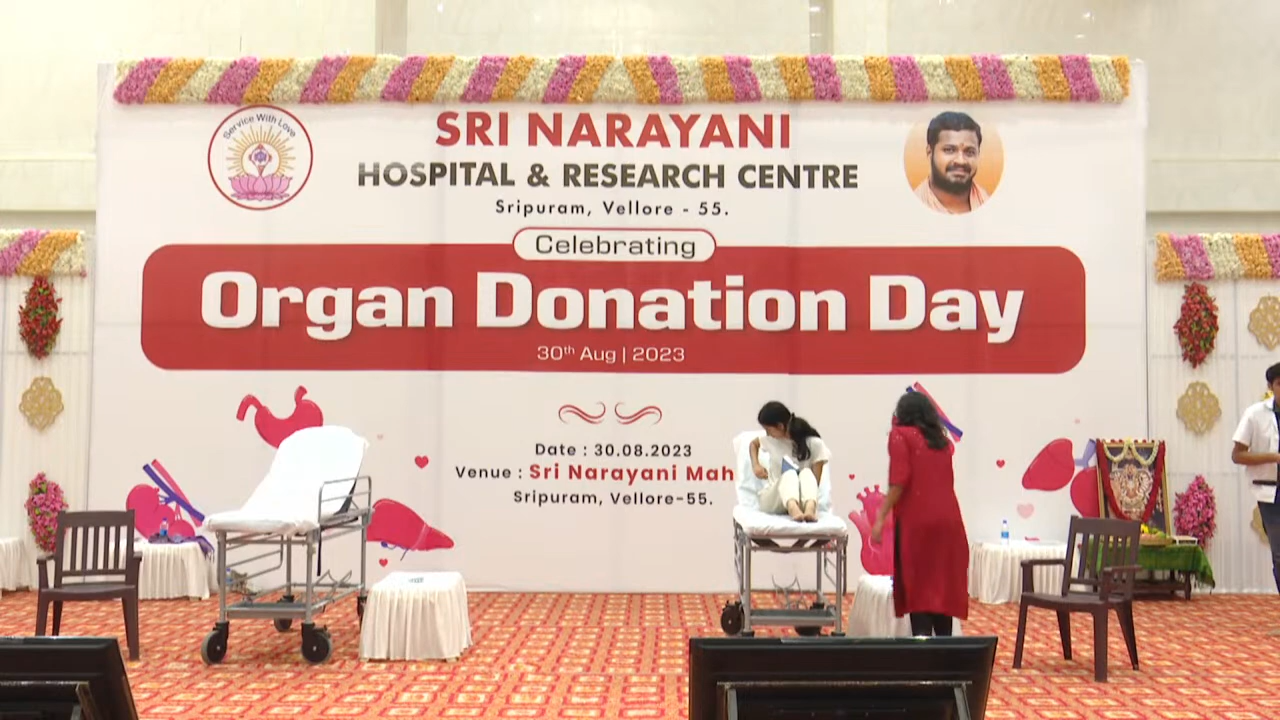 Service With Love
SRI NARAYANI
HOSPITAL & RESEARCH CENTRE
Sripuram, Vellore - 55.
Celebrating
Organ Donation Day
30th Aug | 2023
Date : 30.08.2023
Venue : Sri Narayani Mah
Sripuram, Vellore-55.